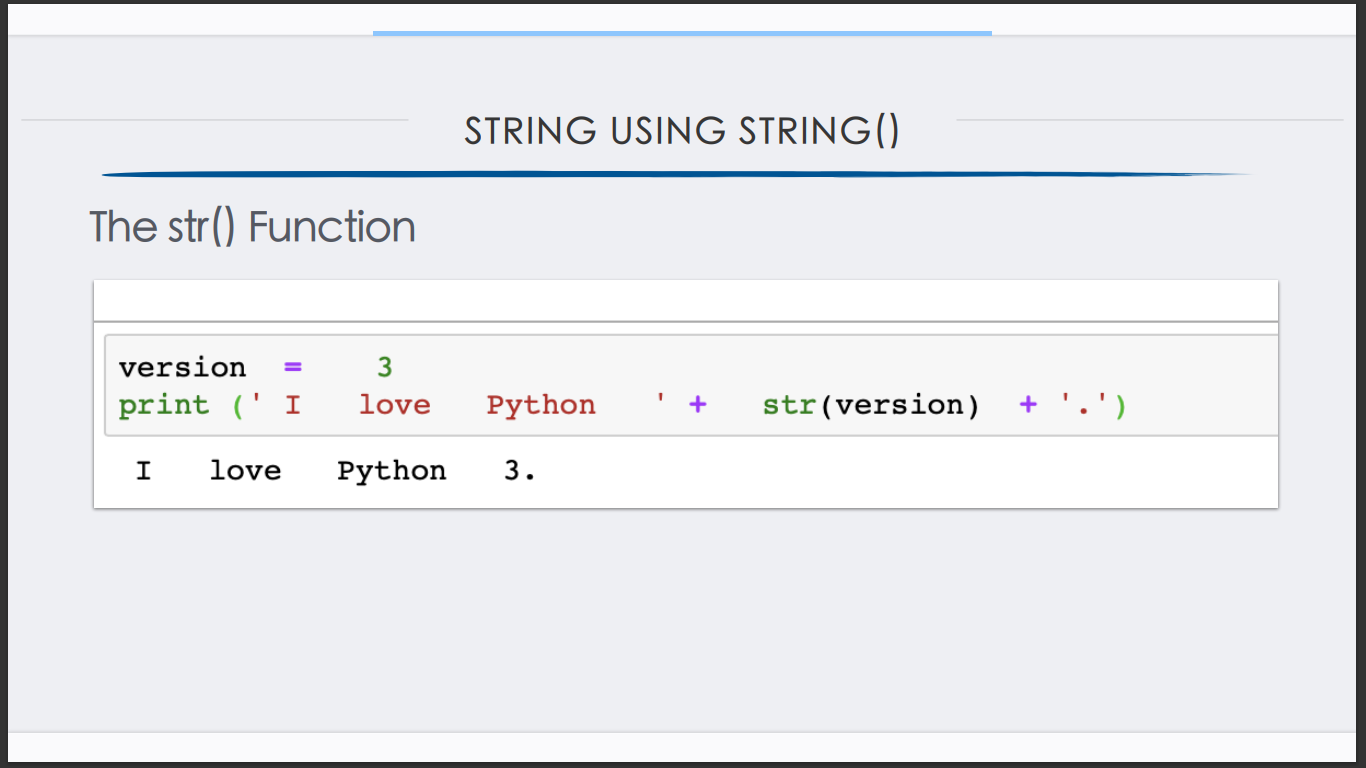 STRING USING STRING()
The str() Function
version  =    3
print (' I   love   Python   ' +   str(version)  + '.')
 I   love   Python   3.